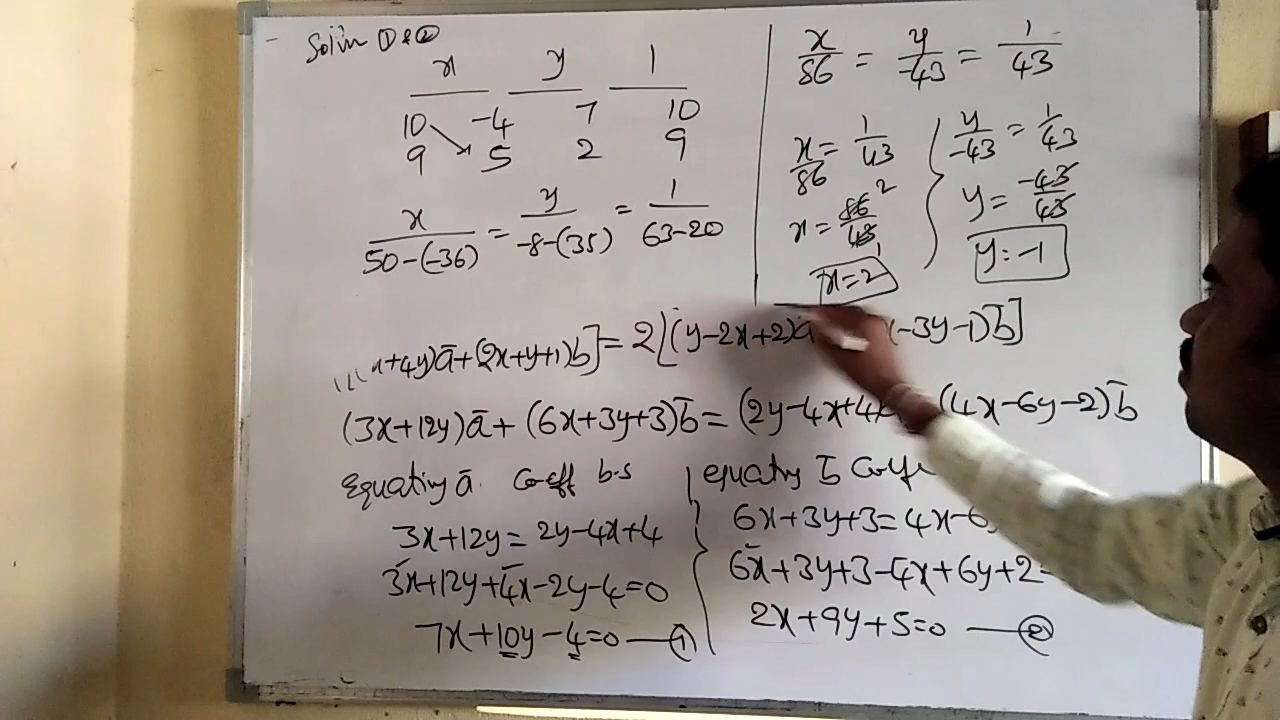 Solvin ① & ②
x y 1
10 -4 7 10
9 5 2 9
x/50-(-36) = y/-8-(35) = 1/63-20
x/86 = y/-43 = 1/43
x/86 = 1/43
x = 86/43 2 1
x=2
y/-43 = 1/43
y = -43/43
y=-1
x+4y)ā+(2x+y+1)b̄] = 2[(y-2x+2)ā -3y-1)b̄]
(3x+12y)ā+(6x+3y+3)b̄ = (2y-4x+4 (4x-6y-2)b̄
Equating ā Coeff b.s
3x+12y = 2y-4x+4
3x+12y+4x-2y-4=0
7x+10y-4=0 — ①
equating b̄
6x+3y+3=4x-6
6x+3y+3-4x+6y+2
2x+9y+5=0 — ②